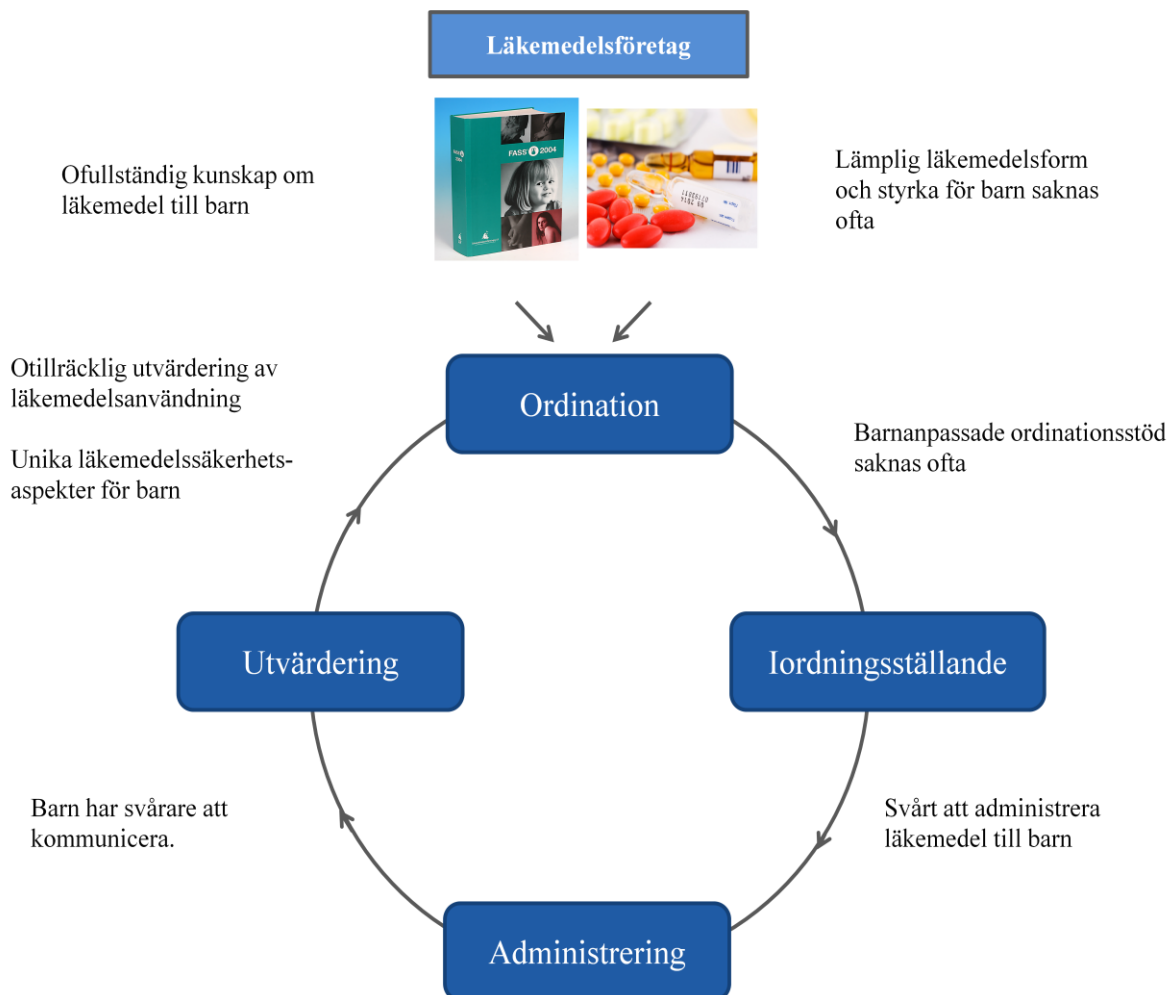 Läkemedelsföretag
FASS 2004
Ofullständig kunskap om
läkemedel till barn
Lämplig läkemedelsform
och styrka för barn saknas
ofta
Otillräcklig utvärdering av
läkemedelsanvändning
Unika läkemedelssäkerhets-
aspekter för barn
Ordination
Barnanpassade ordinationsstöd
saknas ofta
Utvärdering
Iordningsställande
Barn har svårare att
kommunicera.
Svårt att administrera
läkemedel till barn
Administrering